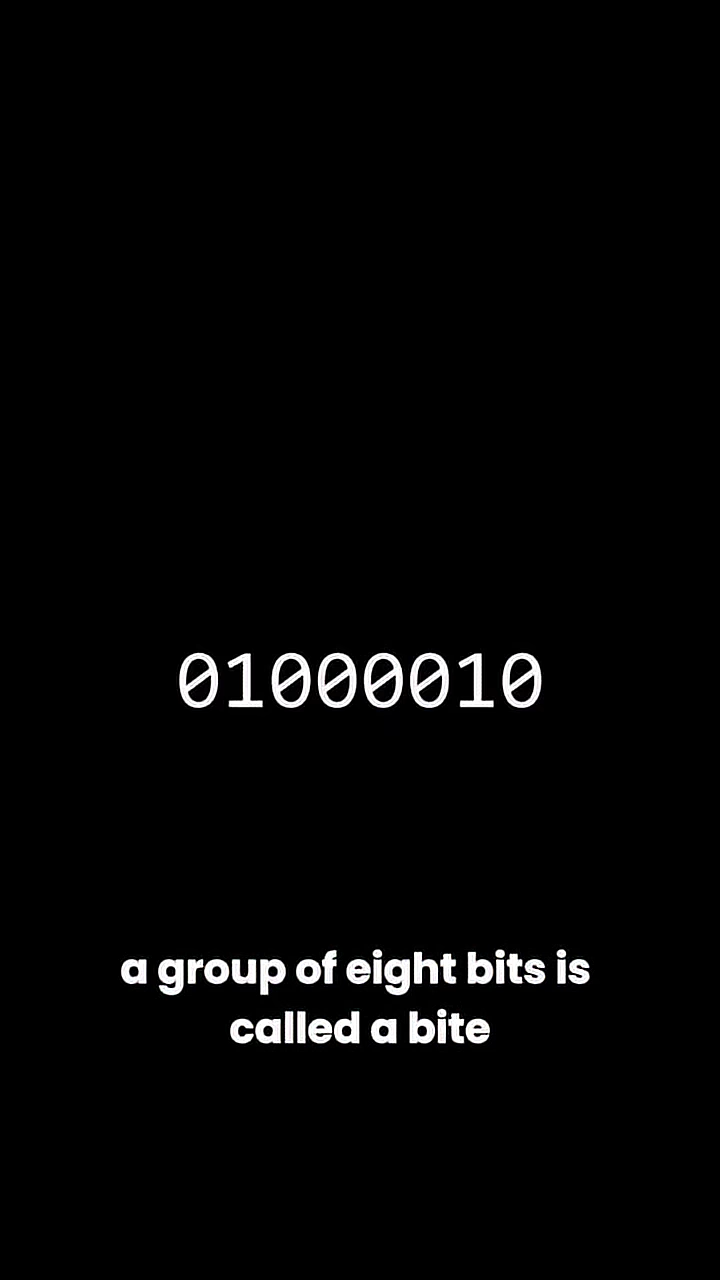 01000010
a group of eight bits is
called a bite